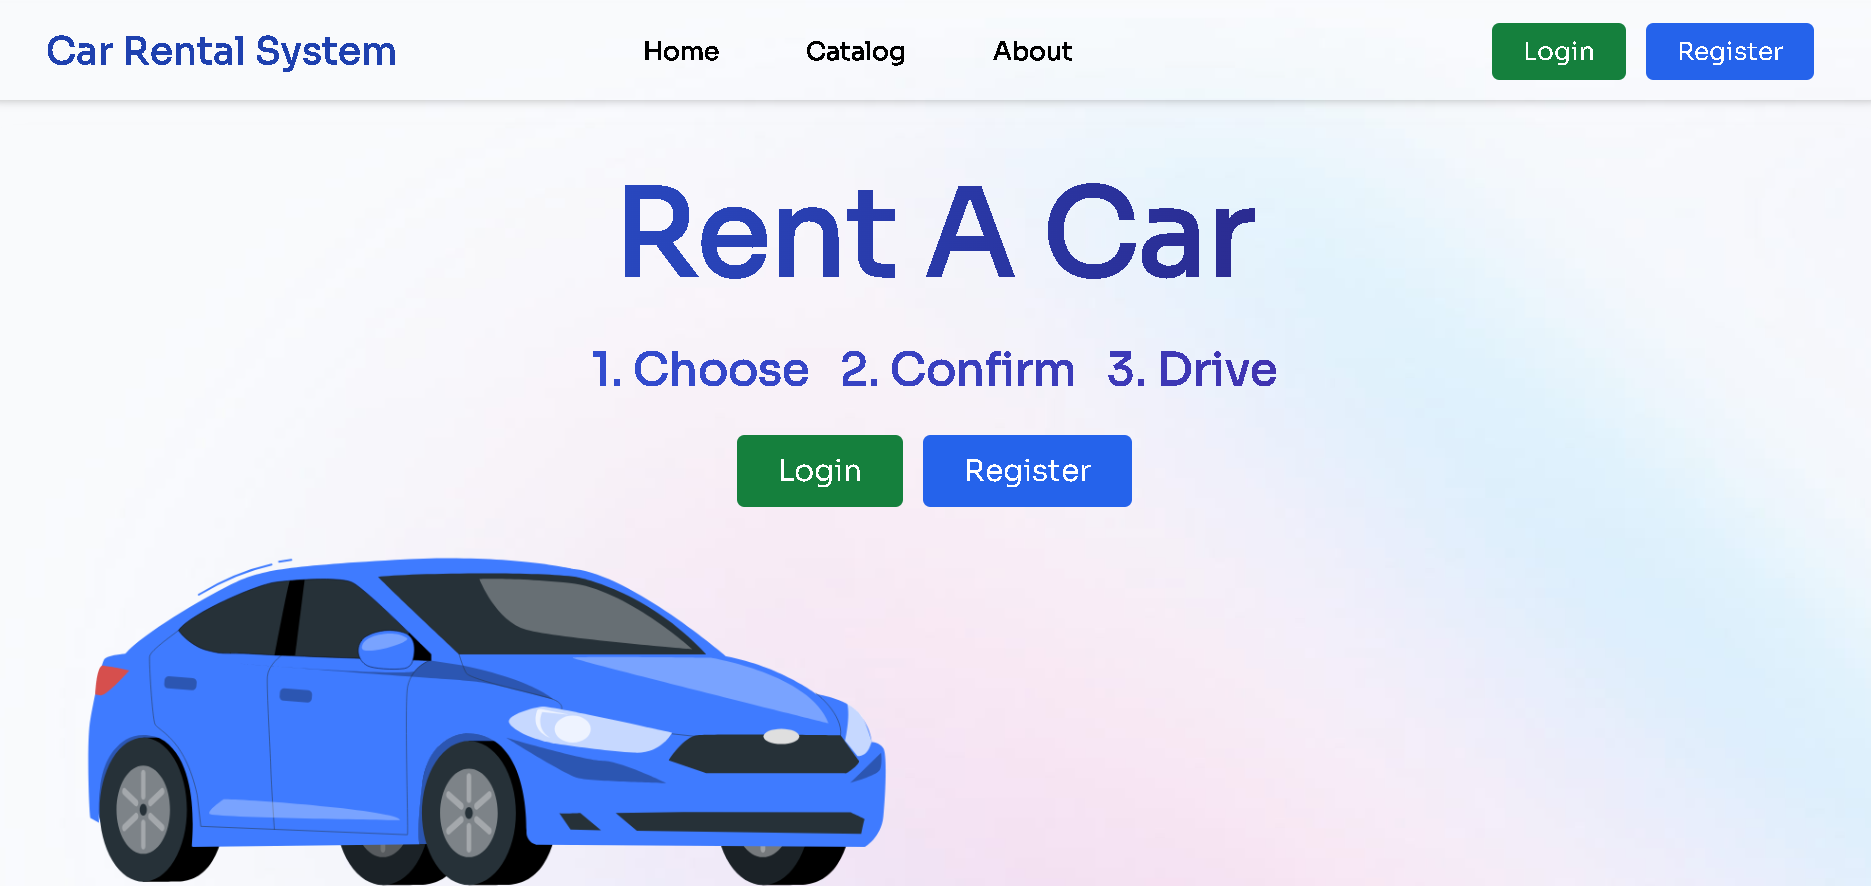 Car Rental System Home Catalog About Login Register
Rent A Car
1. Choose 2. Confirm 3. Drive
Login Register